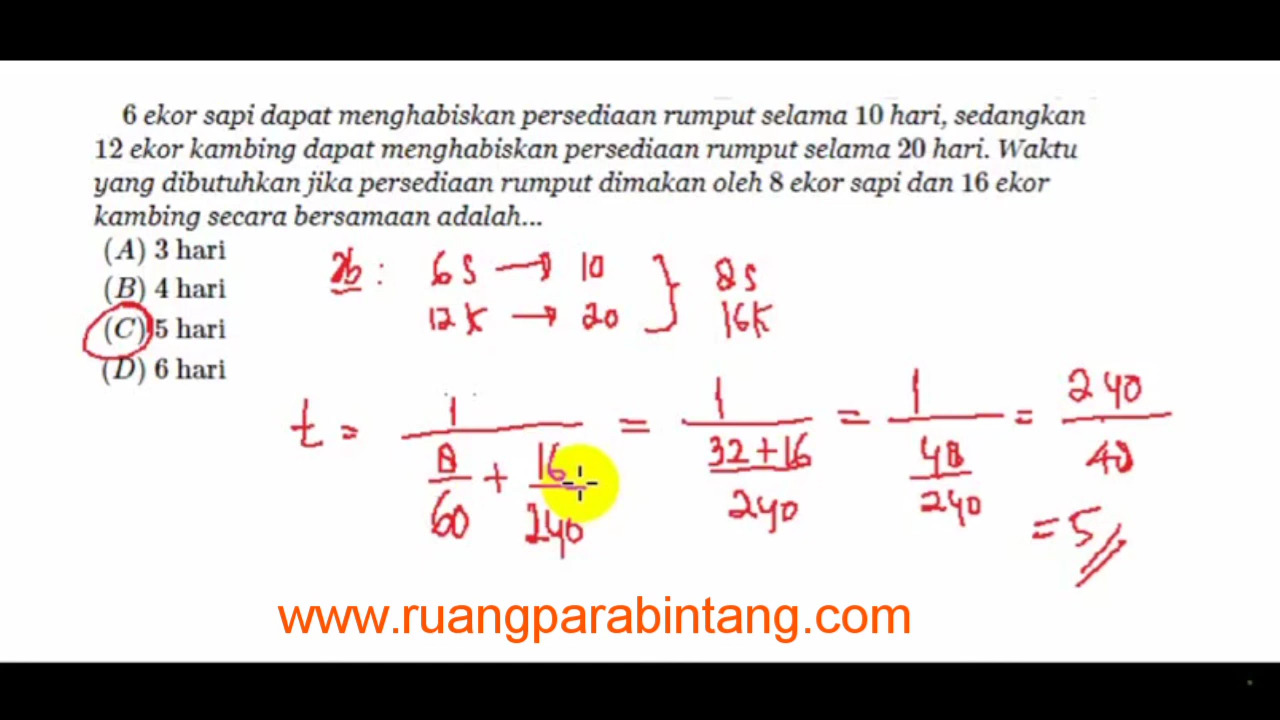 6 ekor sapi dapat menghabiskan persediaan rumput selama 10 hari, sedangkan
12 ekor kambing dapat menghabiskan persediaan rumput selama 20 hari. Waktu
yang dibutuhkan jika persediaan rumput dimakan oleh 8 ekor sapi dan 16 ekor
kambing secara bersamaan adalah...
(A) 3 hari
(B) 4 hari
(C) 5 hari
(D) 6 hari
: 6S → 10 } 8S
12K → 20 16K
t = 1/(8/60 + 16/240) = 1/((32+16)/240) = 1/(48/240) = 240/48
= 5//
www.ruangparabintang.com